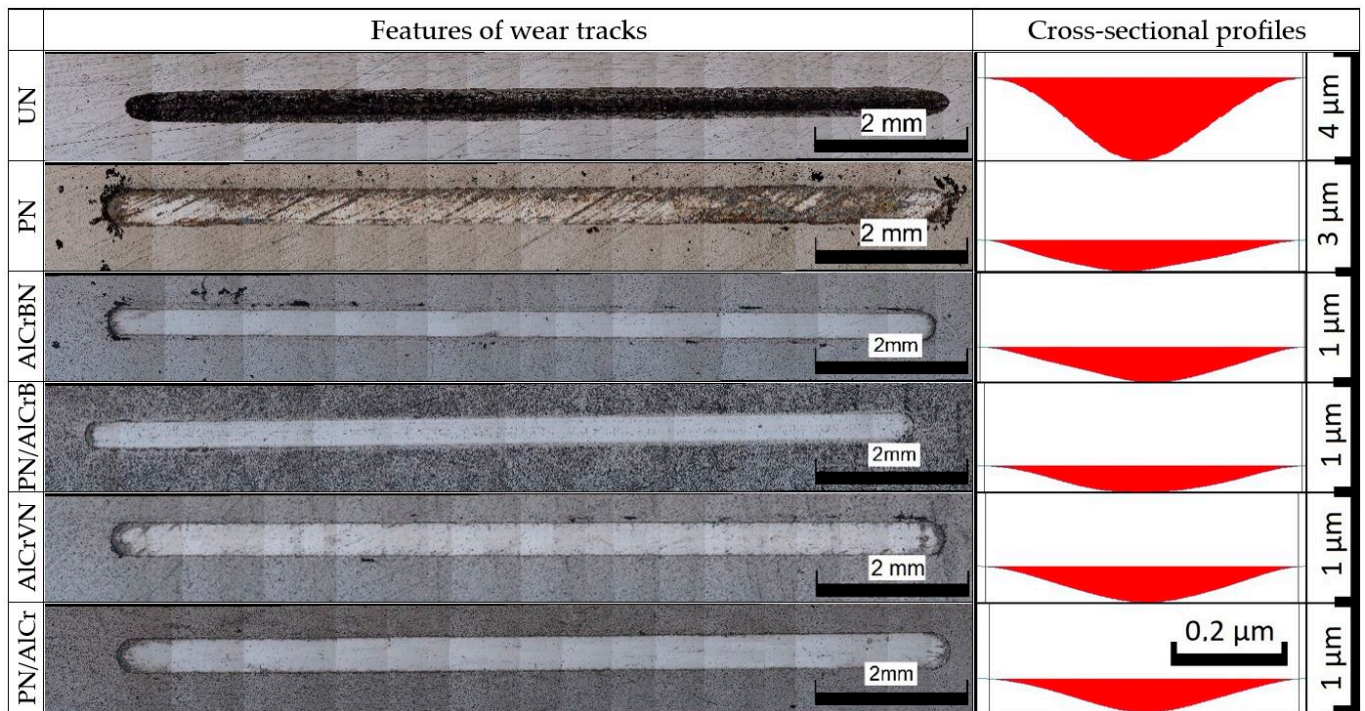 Features of wear tracks
Cross-sectional profiles
UN
2 mm
4 µm
PN
2 mm
3 µm
AlCrBN
2mm
1 µm
PN/AlCrB
2mm
1 µm
AlCrVN
2 mm
1 µm
PN/AlCr
2mm
0.2 µm
1 µm